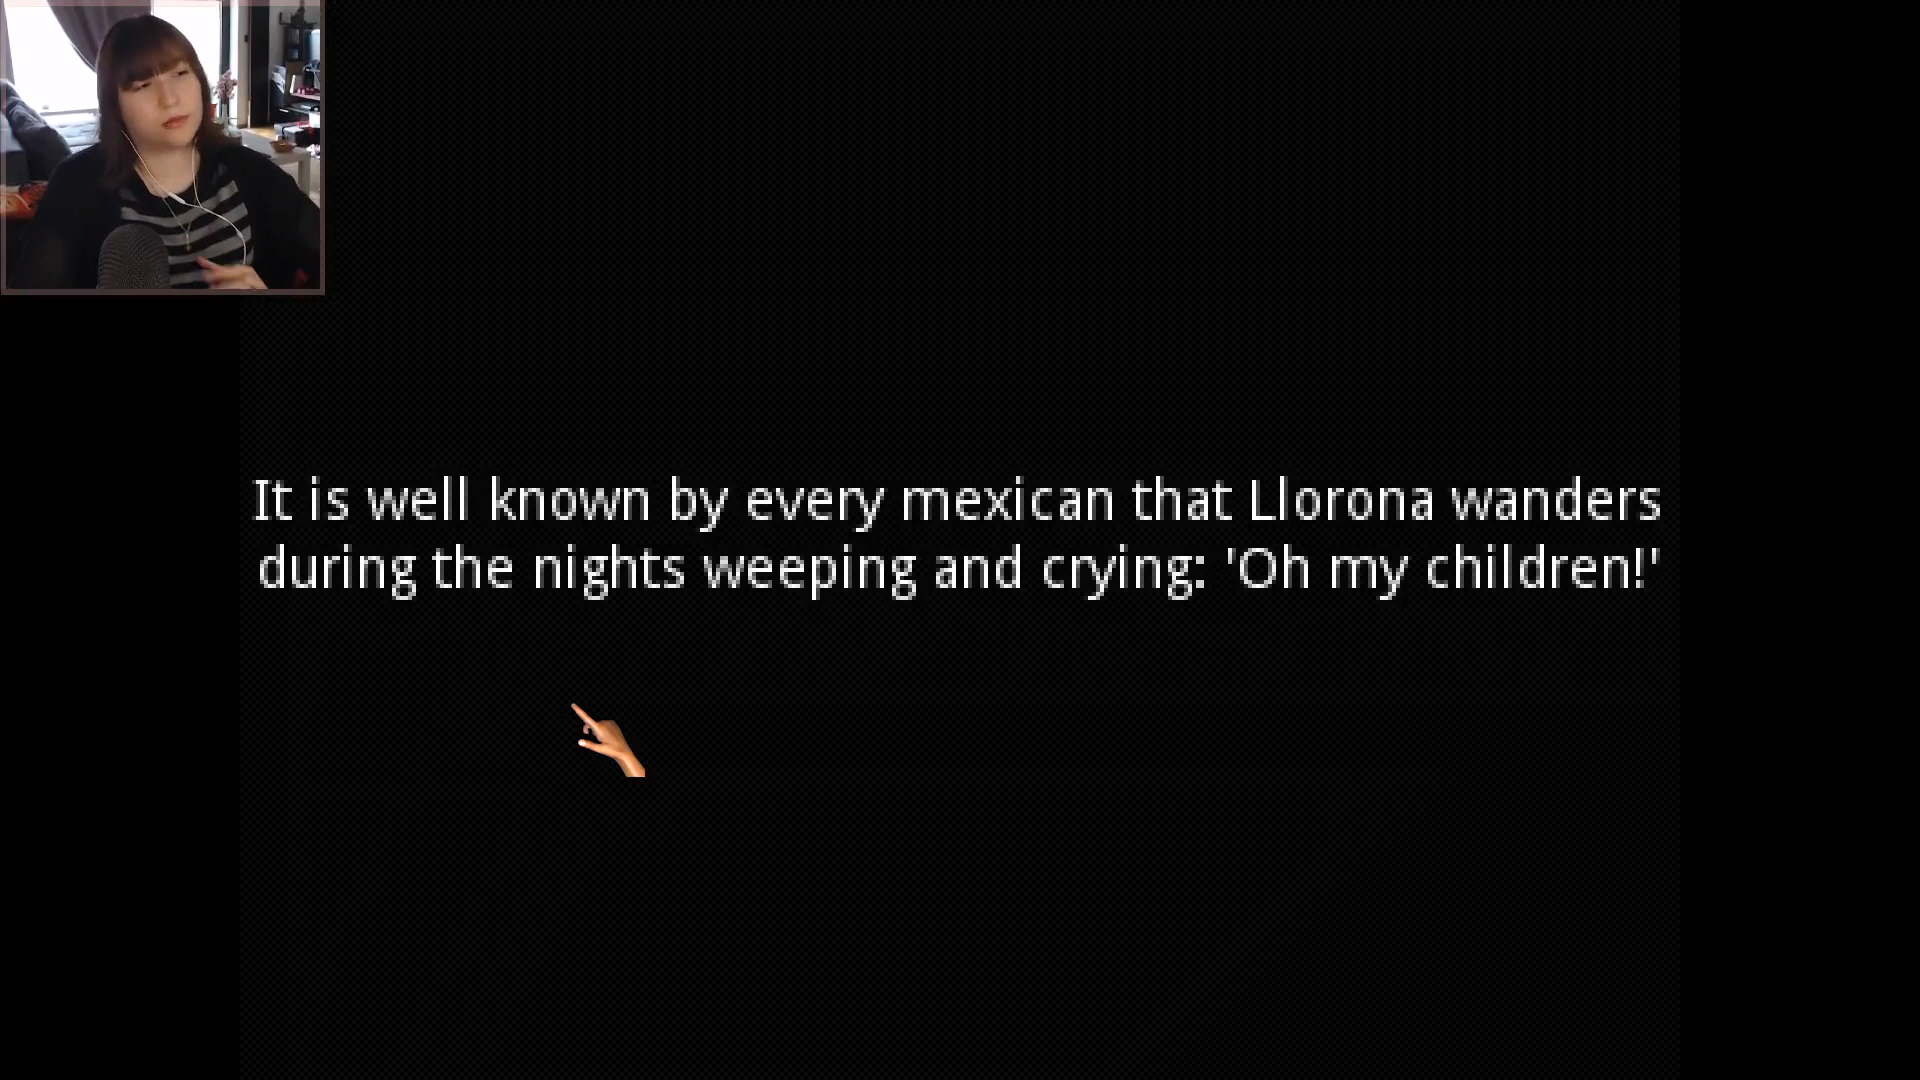 It is well known by every mexican that Llorona wanders
during the nights weeping and crying: 'Oh my children!'